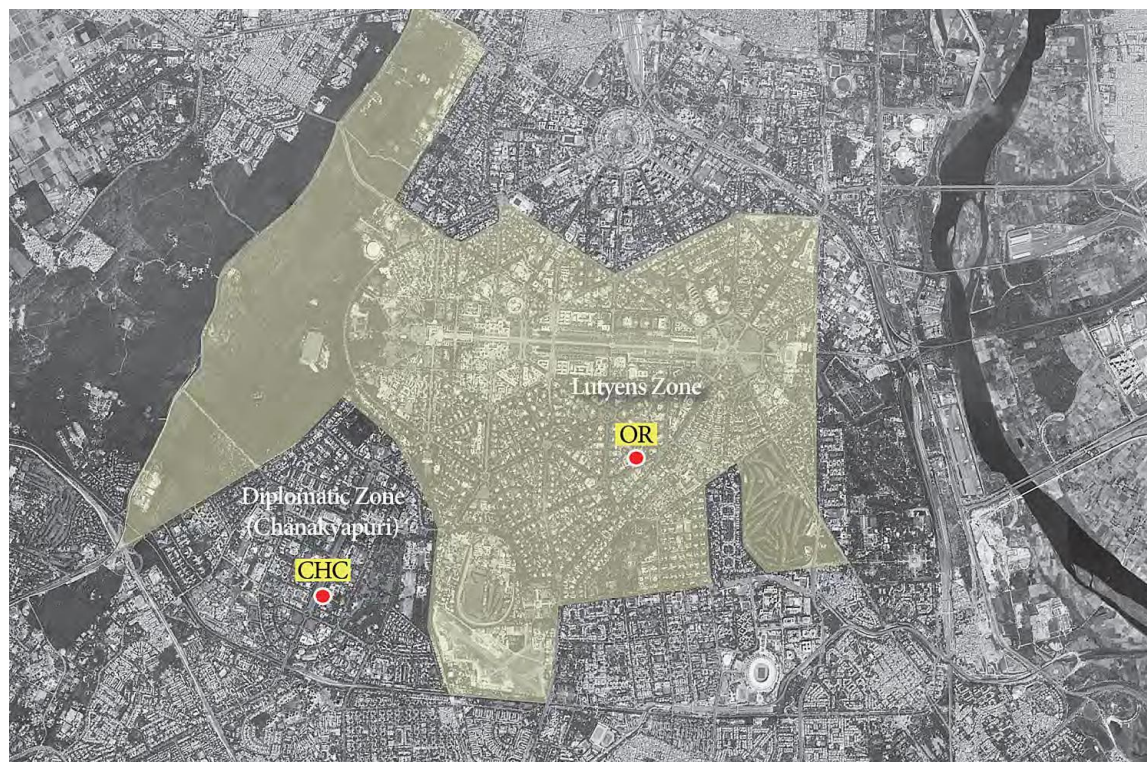 Lutyens Zone
OR
Diplomatic Zone
(Chanakyapuri)
CHC